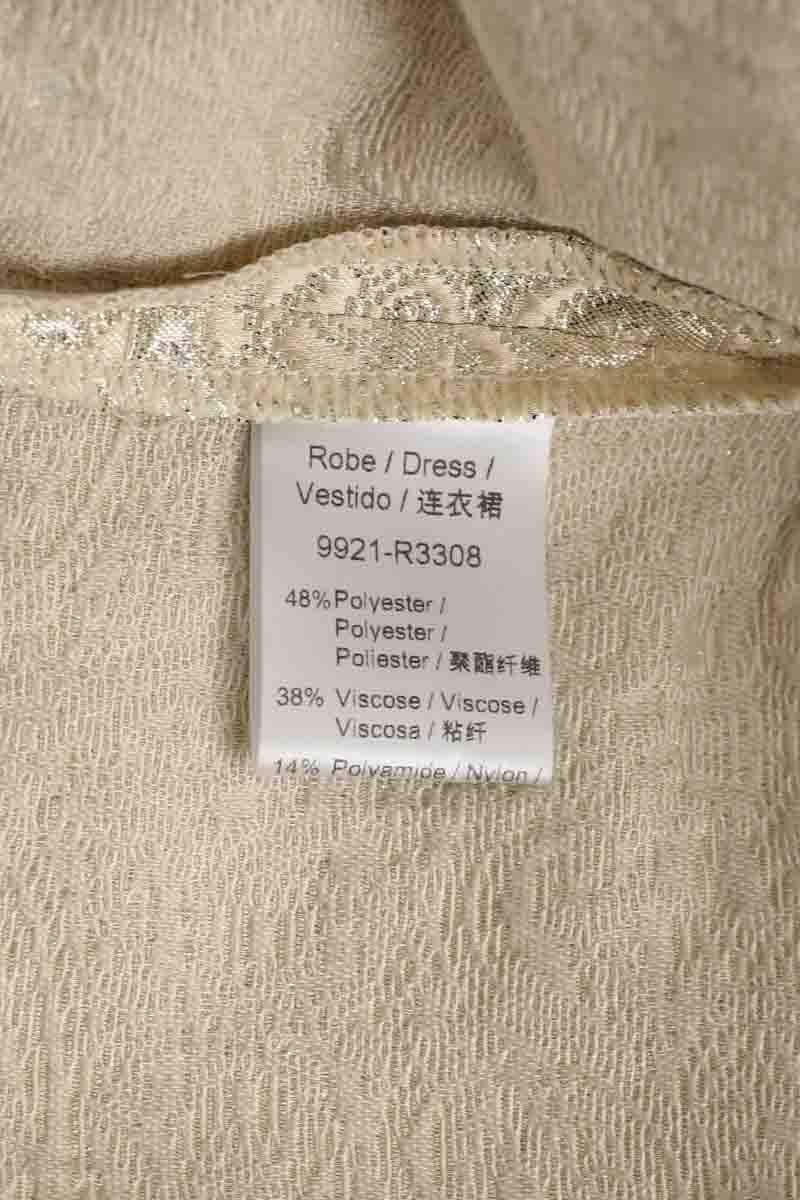 Robe / Dress /
Vestido / 连衣裙
9921-R3308
48% Polyester /
Polyester /
Poliester / 聚酯纤维
38% Viscose / Viscose /
Viscosa / 粘纤
14% Polyamide / Nylon /